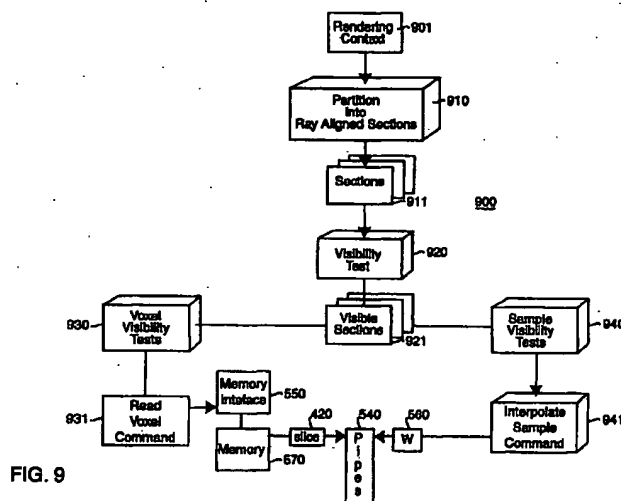 Rendering
Context
901
Partition
into
Ray Aligned Sections
910
Sections
911
900
Visibility
Test
920
Visible
Sections
921
930
Voxel
Visibility
Tests
Sample
Visibility
Tests
940
931
Read
Voxel
Command
Memory
Interface
550
Memory
570
420
slice
540
Pipes
560
W
Interpolate
Sample
Command
941
FIG. 9